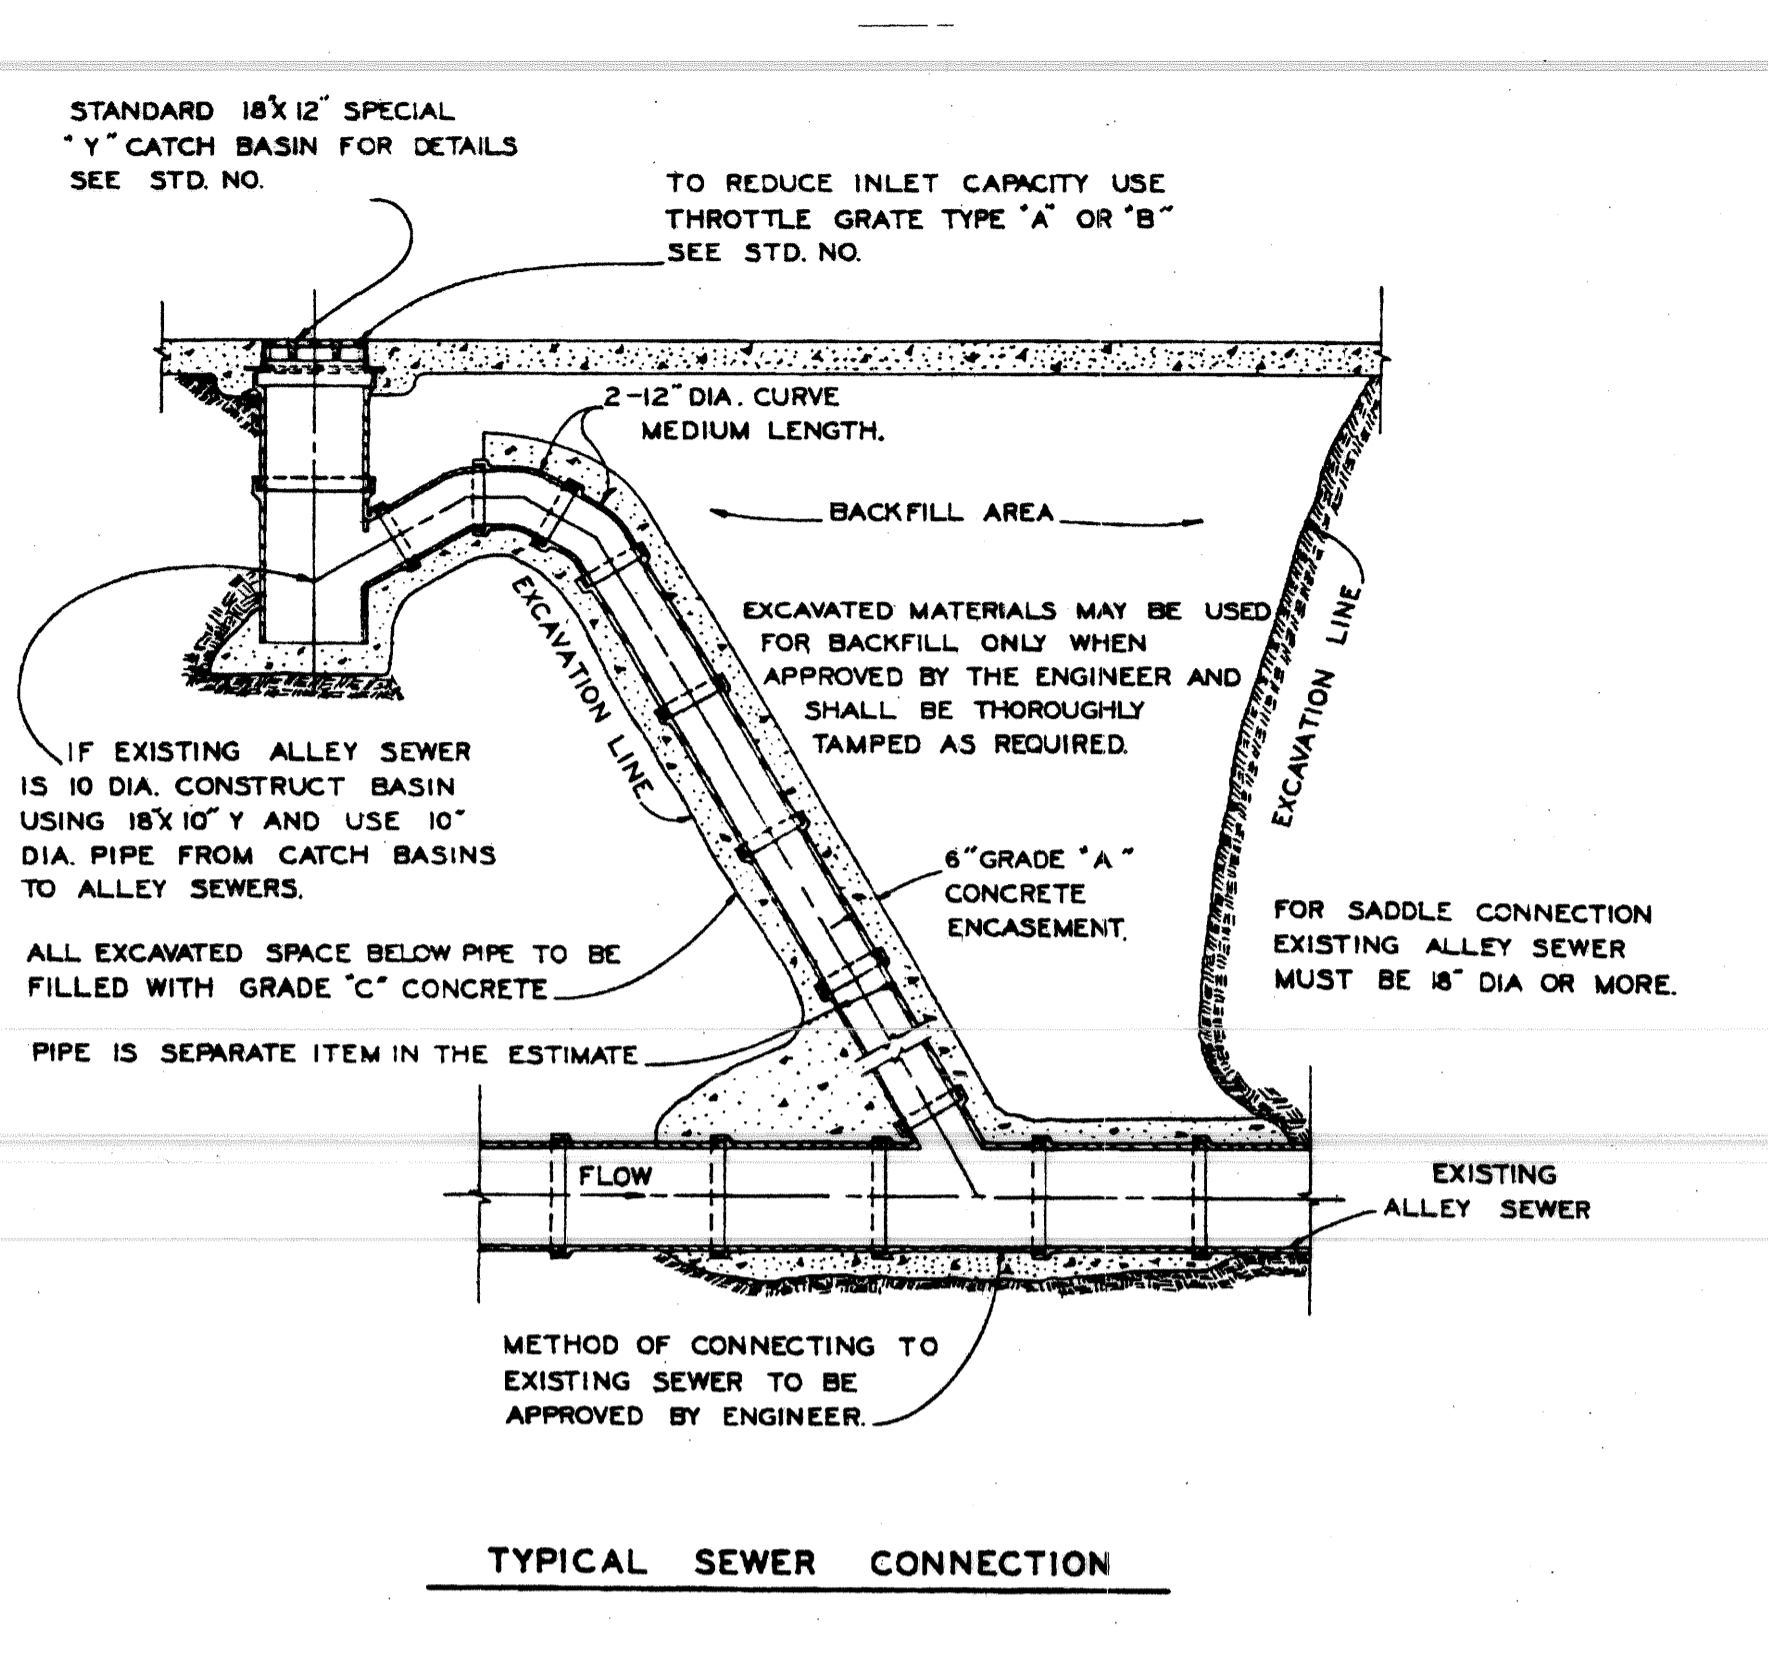 STANDARD 18"X 12" SPECIAL
"Y" CATCH BASIN FOR DETAILS
SEE STD. NO.
TO REDUCE INLET CAPACITY USE
THROTTLE GRATE TYPE "A" OR "B"
SEE STD. NO.
2-12" DIA. CURVE
MEDIUM LENGTH.
BACKFILL AREA
EXCAVATION LINE
EXCAVATED MATERIALS MAY BE USED
FOR BACKFILL ONLY WHEN
APPROVED BY THE ENGINEER AND
SHALL BE THOROUGHLY
TAMPED AS REQUIRED.
EXCAVATION LINE
IF EXISTING ALLEY SEWER
IS 10 DIA. CONSTRUCT BASIN
USING 18"X 10" Y AND USE 10"
DIA. PIPE FROM CATCH BASINS
TO ALLEY SEWERS.
6" GRADE "A"
CONCRETE
ENCASEMENT.
FOR SADDLE CONNECTION
EXISTING ALLEY SEWER
MUST BE 18" DIA OR MORE.
ALL EXCAVATED SPACE BELOW PIPE TO BE
FILLED WITH GRADE "C" CONCRETE
PIPE IS SEPARATE ITEM IN THE ESTIMATE
FLOW
EXISTING
ALLEY SEWER
METHOD OF CONNECTING TO
EXISTING SEWER TO BE
APPROVED BY ENGINEER.
TYPICAL SEWER CONNECTION